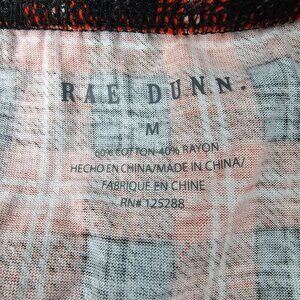 RAE DUNN.
M
60% COTTON 40% RAYON
HECHO EN CHINA/MADE IN CHINA/
FABRIQUÉ EN CHINE
RN# 125288